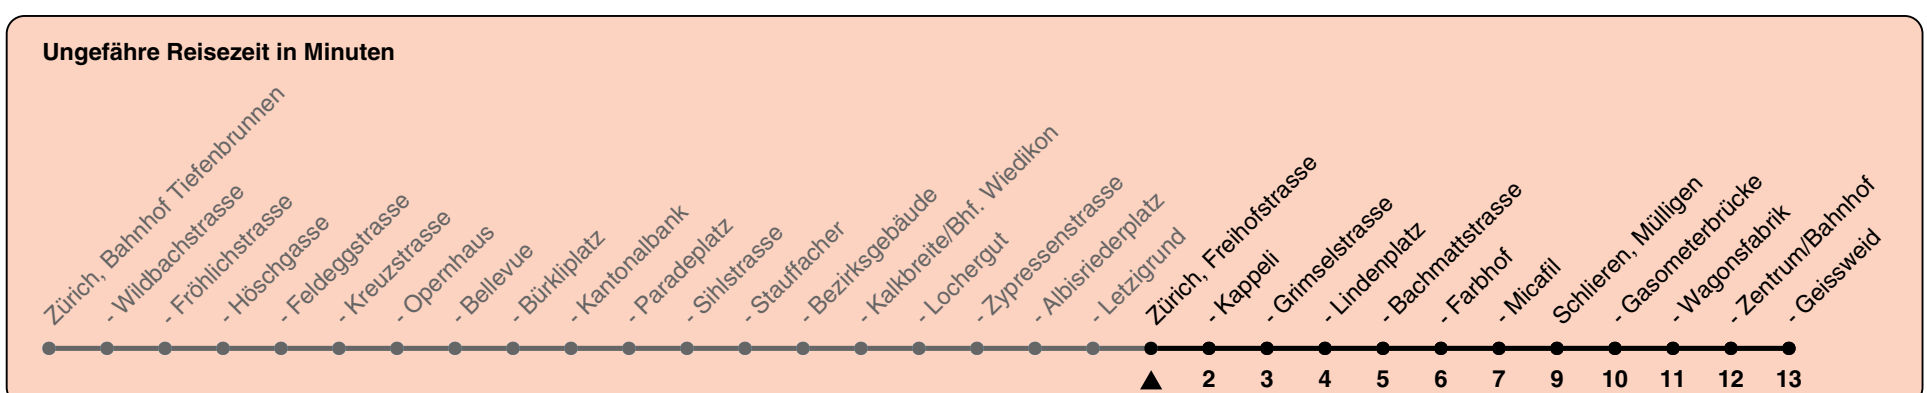 Ungefähre Reisezeit in Minuten
Zürich, Bahnhof Tiefenbrunnen
- Wildbachstrasse
- Fröhlichstrasse
- Höschgasse
- Feldeggstrasse
- Kreuzstrasse
- Opernhaus
- Bellevue
- Bürkliplatz
- Kantonalbank
- Paradeplatz
- Sihlstrasse
- Stauffacher
- Bezirksgebäude
- Kalkbreite/Bhf. Wiedikon
- Lochergut
- Zypressenstrasse
- Albisriederplatz
- Letzigrund
Zürich, Freihofstrasse
- Kappeli
- Grimselstrasse
- Lindenplatz
- Bachmattstrasse
- Farbhof
- Micafil
Schlieren, Mülligen
- Gasometerbrücke
- Wagonsfabrik
- Zentrum/Bahnhof
- Geissweid
2 3 4 5 6 7 9 10 11 12 13